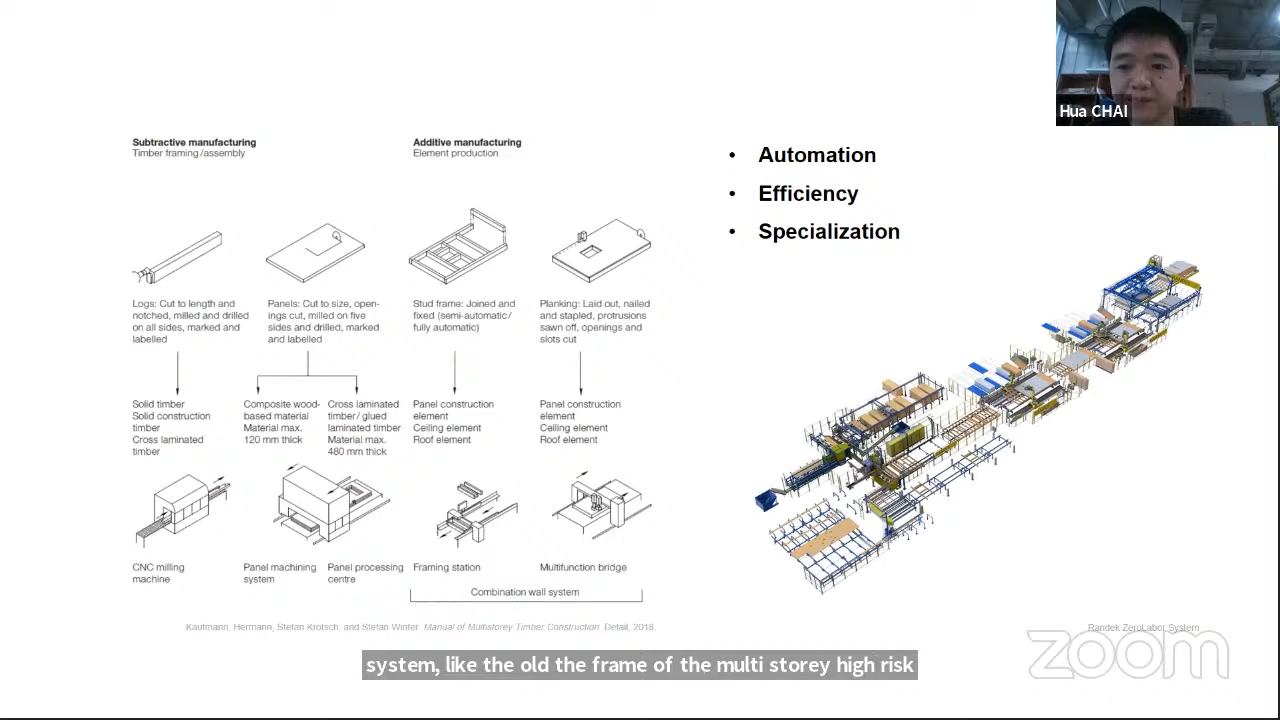 Hua CHAI
Subtractive manufacturing
Timber framing/assembly
Additive manufacturing
Element production
• Automation
• Efficiency
• Specialization
Logs: Cut to length and
notched, milled and drilled
on all sides, marked and
labelled
Panels: Cut to size, open-
ings cut, milled on five
sides and drilled, marked
and labelled
Stud frame: Joined and
fixed (semi-automatic/
fully automatic)
Planking: Laid out, nailed
and stapled, protrusions
sawn off, openings and
slots cut
Solid timber
Solid construction
timber
Cross laminated
timber
Composite wood-
based material
Material max.
120 mm thick
Cross laminated
timber/glued
laminated timber
Material max.
480 mm thick
Panel construction
element
Ceiling element
Roof element
Panel construction
element
Ceiling element
Roof element
CNC milling
machine
Panel machining
system
Panel processing
centre
Framing station
Multifunction bridge
Combination wall system
Kaufmann, Hermann, Stefan Krötsch, and Stefan Winter. Manual of Multistorey Timber Construction. Detail, 2018.
Randek ZeroLabor System
zoom
system, like the old the frame of the multi storey high risk